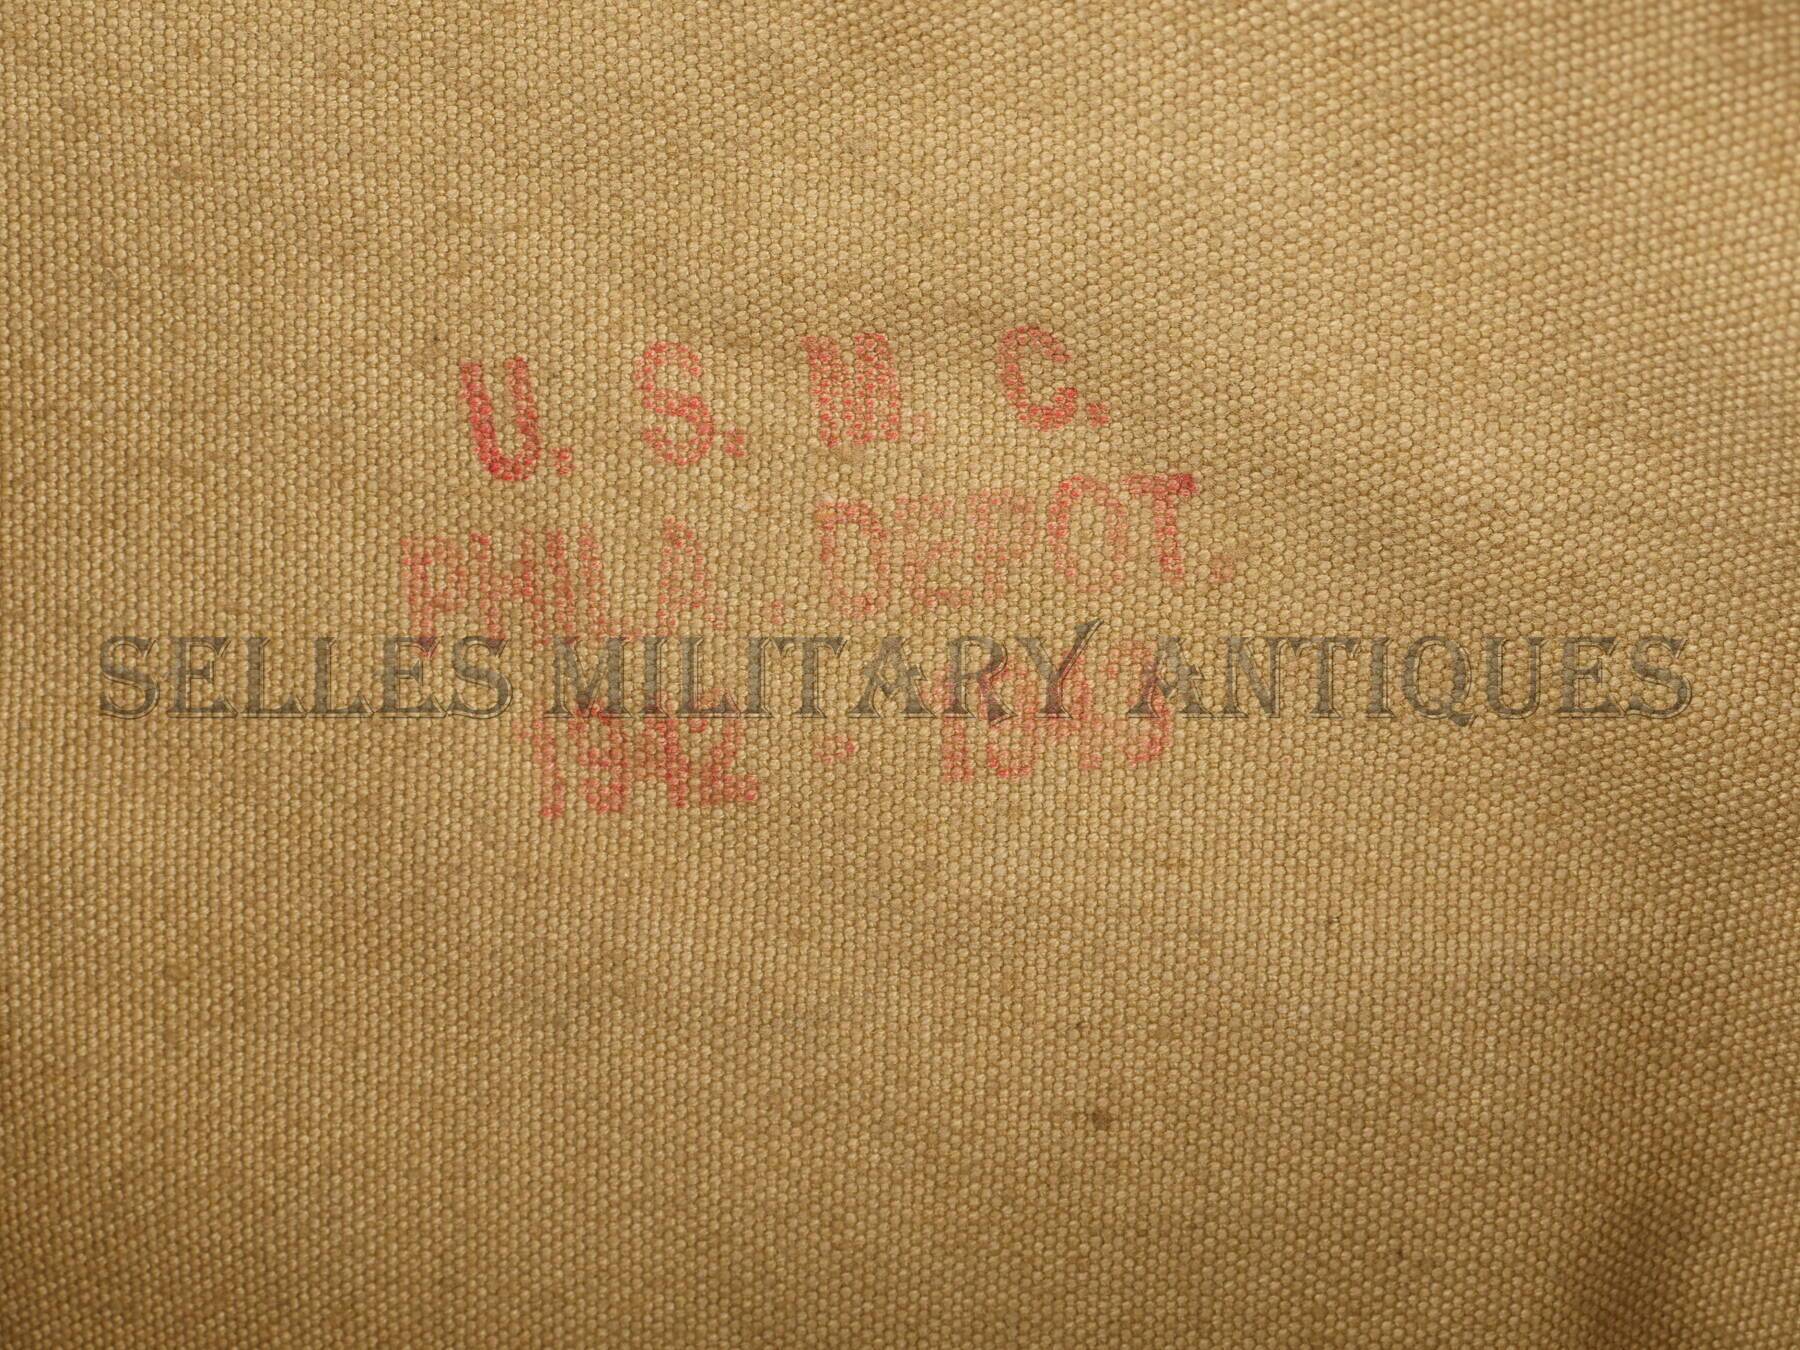 U. S. M. C.
PHILA. DEPOT.
SELLES MILITARY ANTIQUES
1942 - 1943